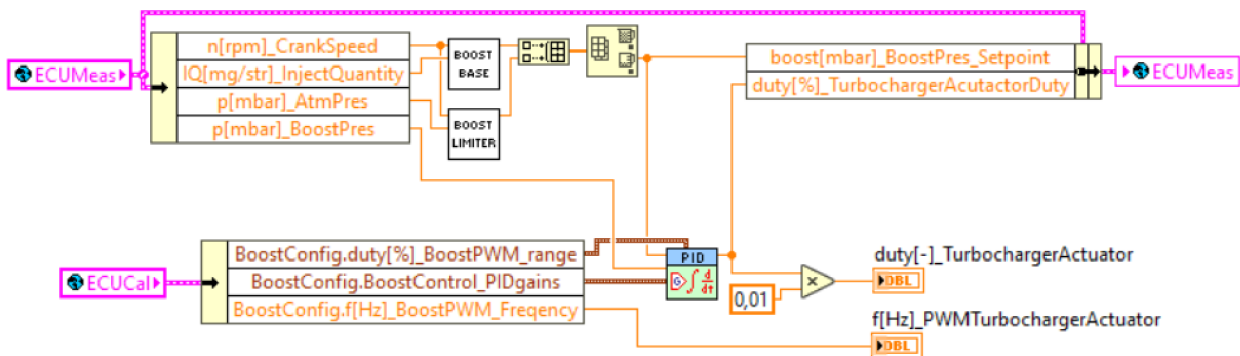 n[rpm]_CrankSpeed
IQ[mg/str]_InjectQuantity
p[mbar]_AtmPres
p[mbar]_BoostPres
ECUMeas
BOOST
BASE
BOOST
LIMITER
boost[mbar]_BoostPres_Setpoint
duty[%]_TurbochargerAcutactorDuty
ECUMeas
ECUCal
BoostConfig.duty[%]_BoostPWM_range
BoostConfig.BoostControl_PIDgains
BoostConfig.f[Hz]_BoostPWM_Freqency
PID
G∫d/dt
0,01
duty[-]_TurbochargerActuator
DBL
f[Hz]_PWMTurbochargerActuator
DBL